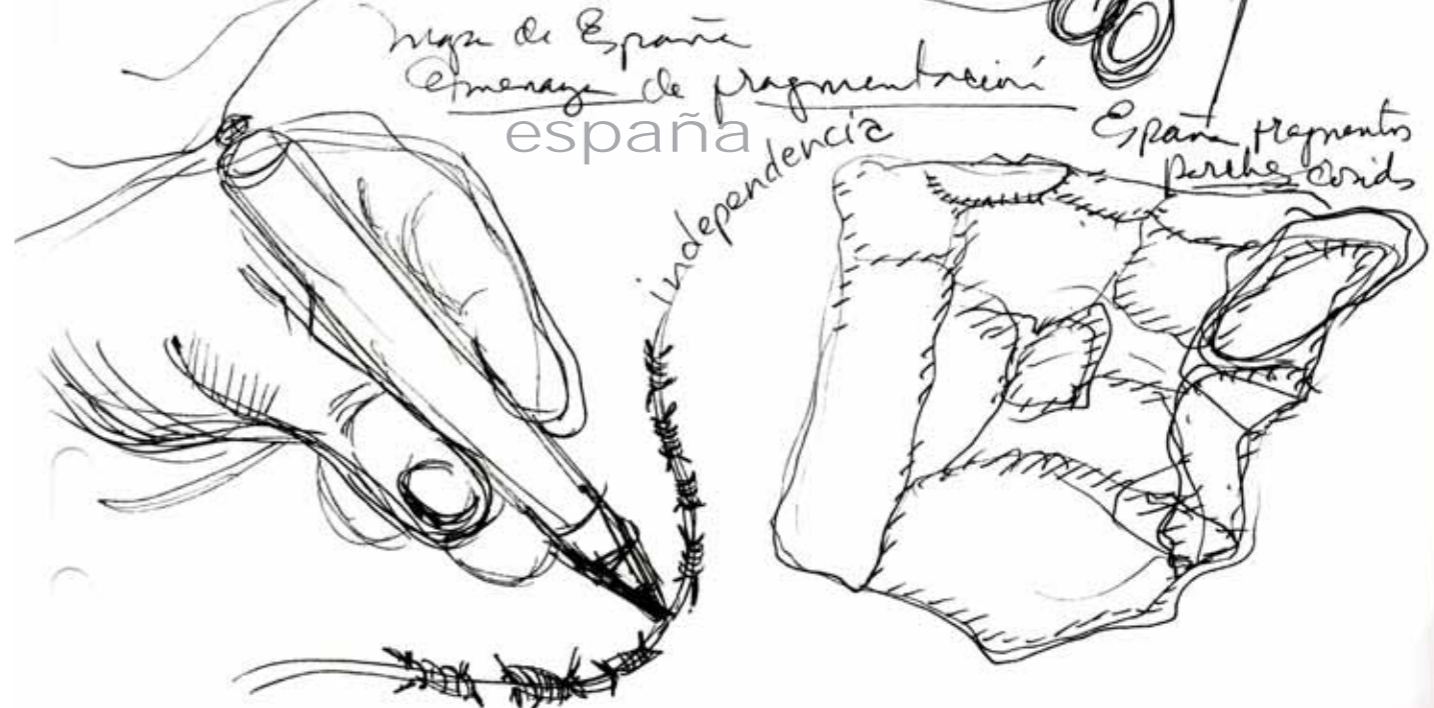 mapa de España
amenaza de fragmentación
españa
independencia
España fragmentos
parches cosidos